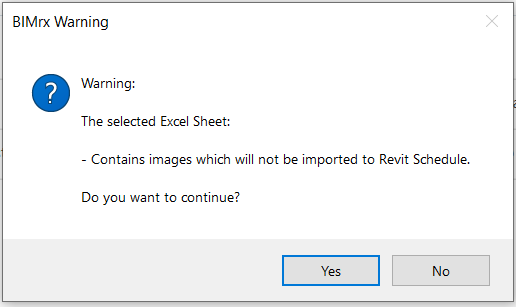 BIMrx Warning
Warning:
The selected Excel Sheet:
- Contains images which will not be imported to Revit Schedule.
Do you want to continue?
Yes
No